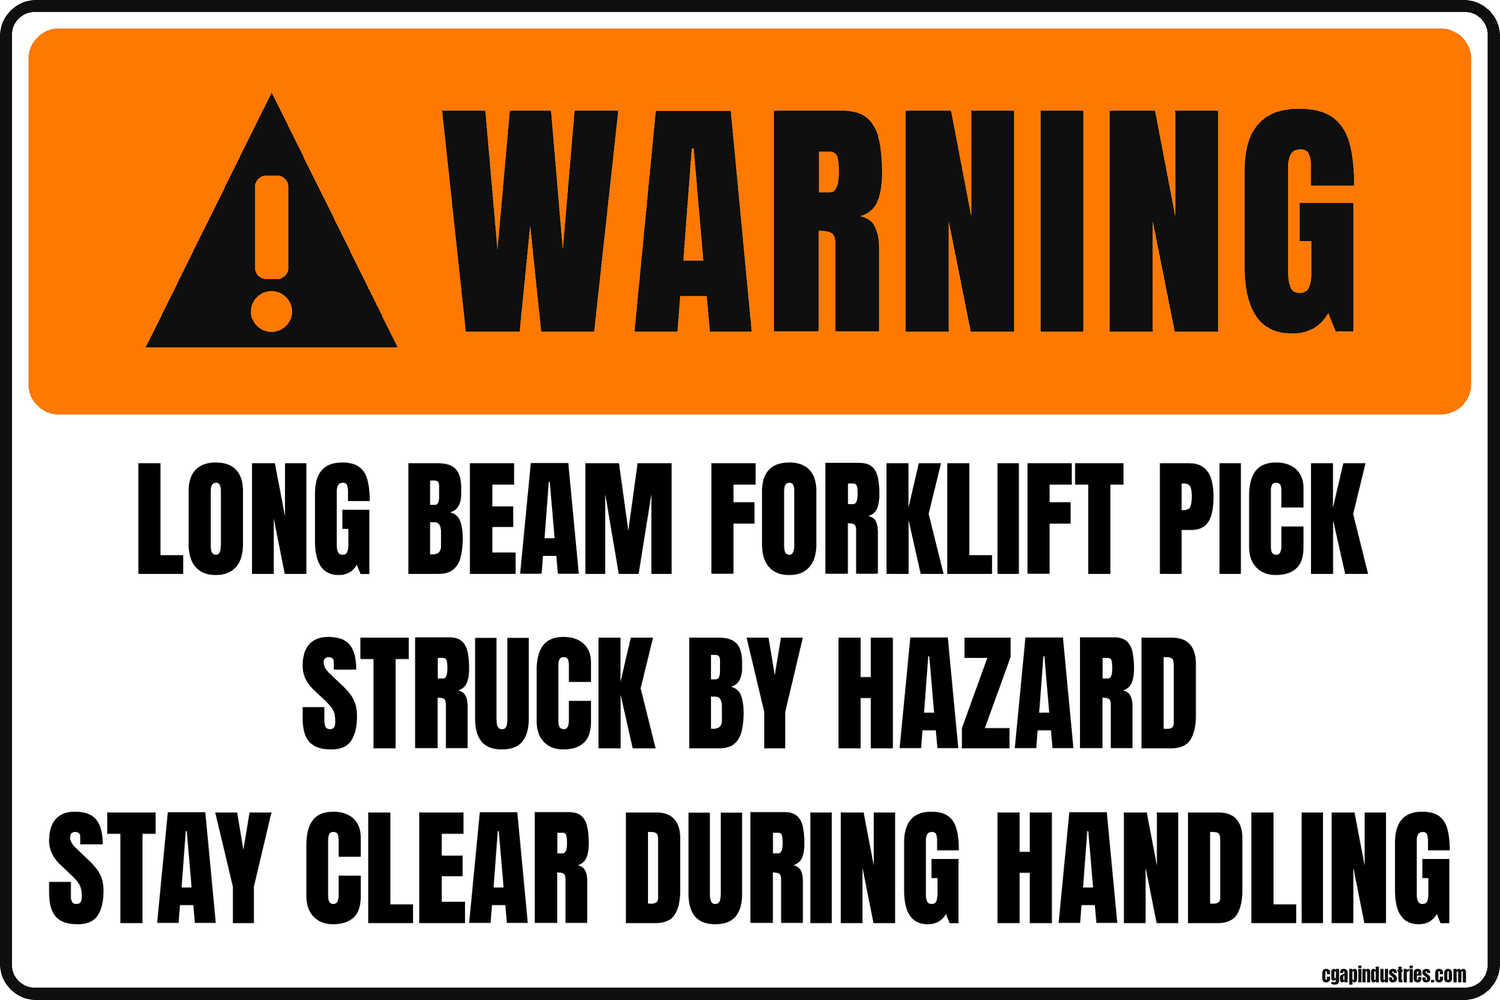 WARNING
LONG BEAM FORKLIFT PICK
STRUCK BY HAZARD
STAY CLEAR DURING HANDLING
cgapindustries.com